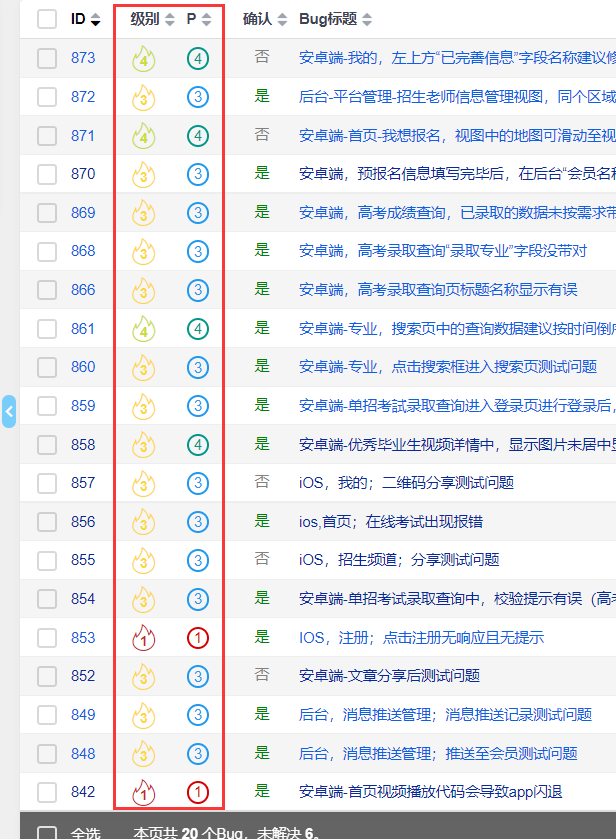 ID 级别 P 确认 Bug标题
873 4 4 否 安卓端-我的，左上方“已完善信息”字段名称建议修
872 3 3 是 后台-平台管理-招生老师信息管理视图，同个区域
871 4 4 否 安卓端-首页-我想报名，视图中的地图可滑动至视
870 3 3 是 安卓端，预报名信息填写完毕后，在后台“会员名称
869 3 3 是 安卓端，高考成绩查询，已录取的数据未按需求带
868 3 3 是 安卓端，高考录取查询“录取专业”字段没带对
866 3 3 是 安卓端，高考录取查询页标题名称显示有误
861 4 4 是 安卓端-专业，搜索页中的查询数据建议按时间倒序
860 3 3 是 安卓端-专业，点击搜索框进入搜索页测试问题
859 3 3 是 安卓端-单招考試录取查询进入登录页进行登录后，
858 3 4 是 安卓端-优秀毕业生视频详情中，显示图片未居中显
857 3 3 否 iOS，我的；二维码分享测试问题
856 3 3 是 ios,首页；在线考试出现报错
855 3 3 否 iOS，招生频道；分享测试问题
854 3 3 是 安卓端-单招考试录取查询中，校验提示有误（高考
853 1 1 是 IOS，注册；点击注册无响应且无提示
852 3 3 否 安卓端-文章分享后测试问题
849 3 3 是 后台，消息推送管理；消息推送记录测试问题
848 3 3 是 后台，消息推送管理；推送至会员测试问题
842 1 1 是 安卓端-首页视频播放代码会导致app闪退
全选 本页共 20 个Bug，未解决 6。